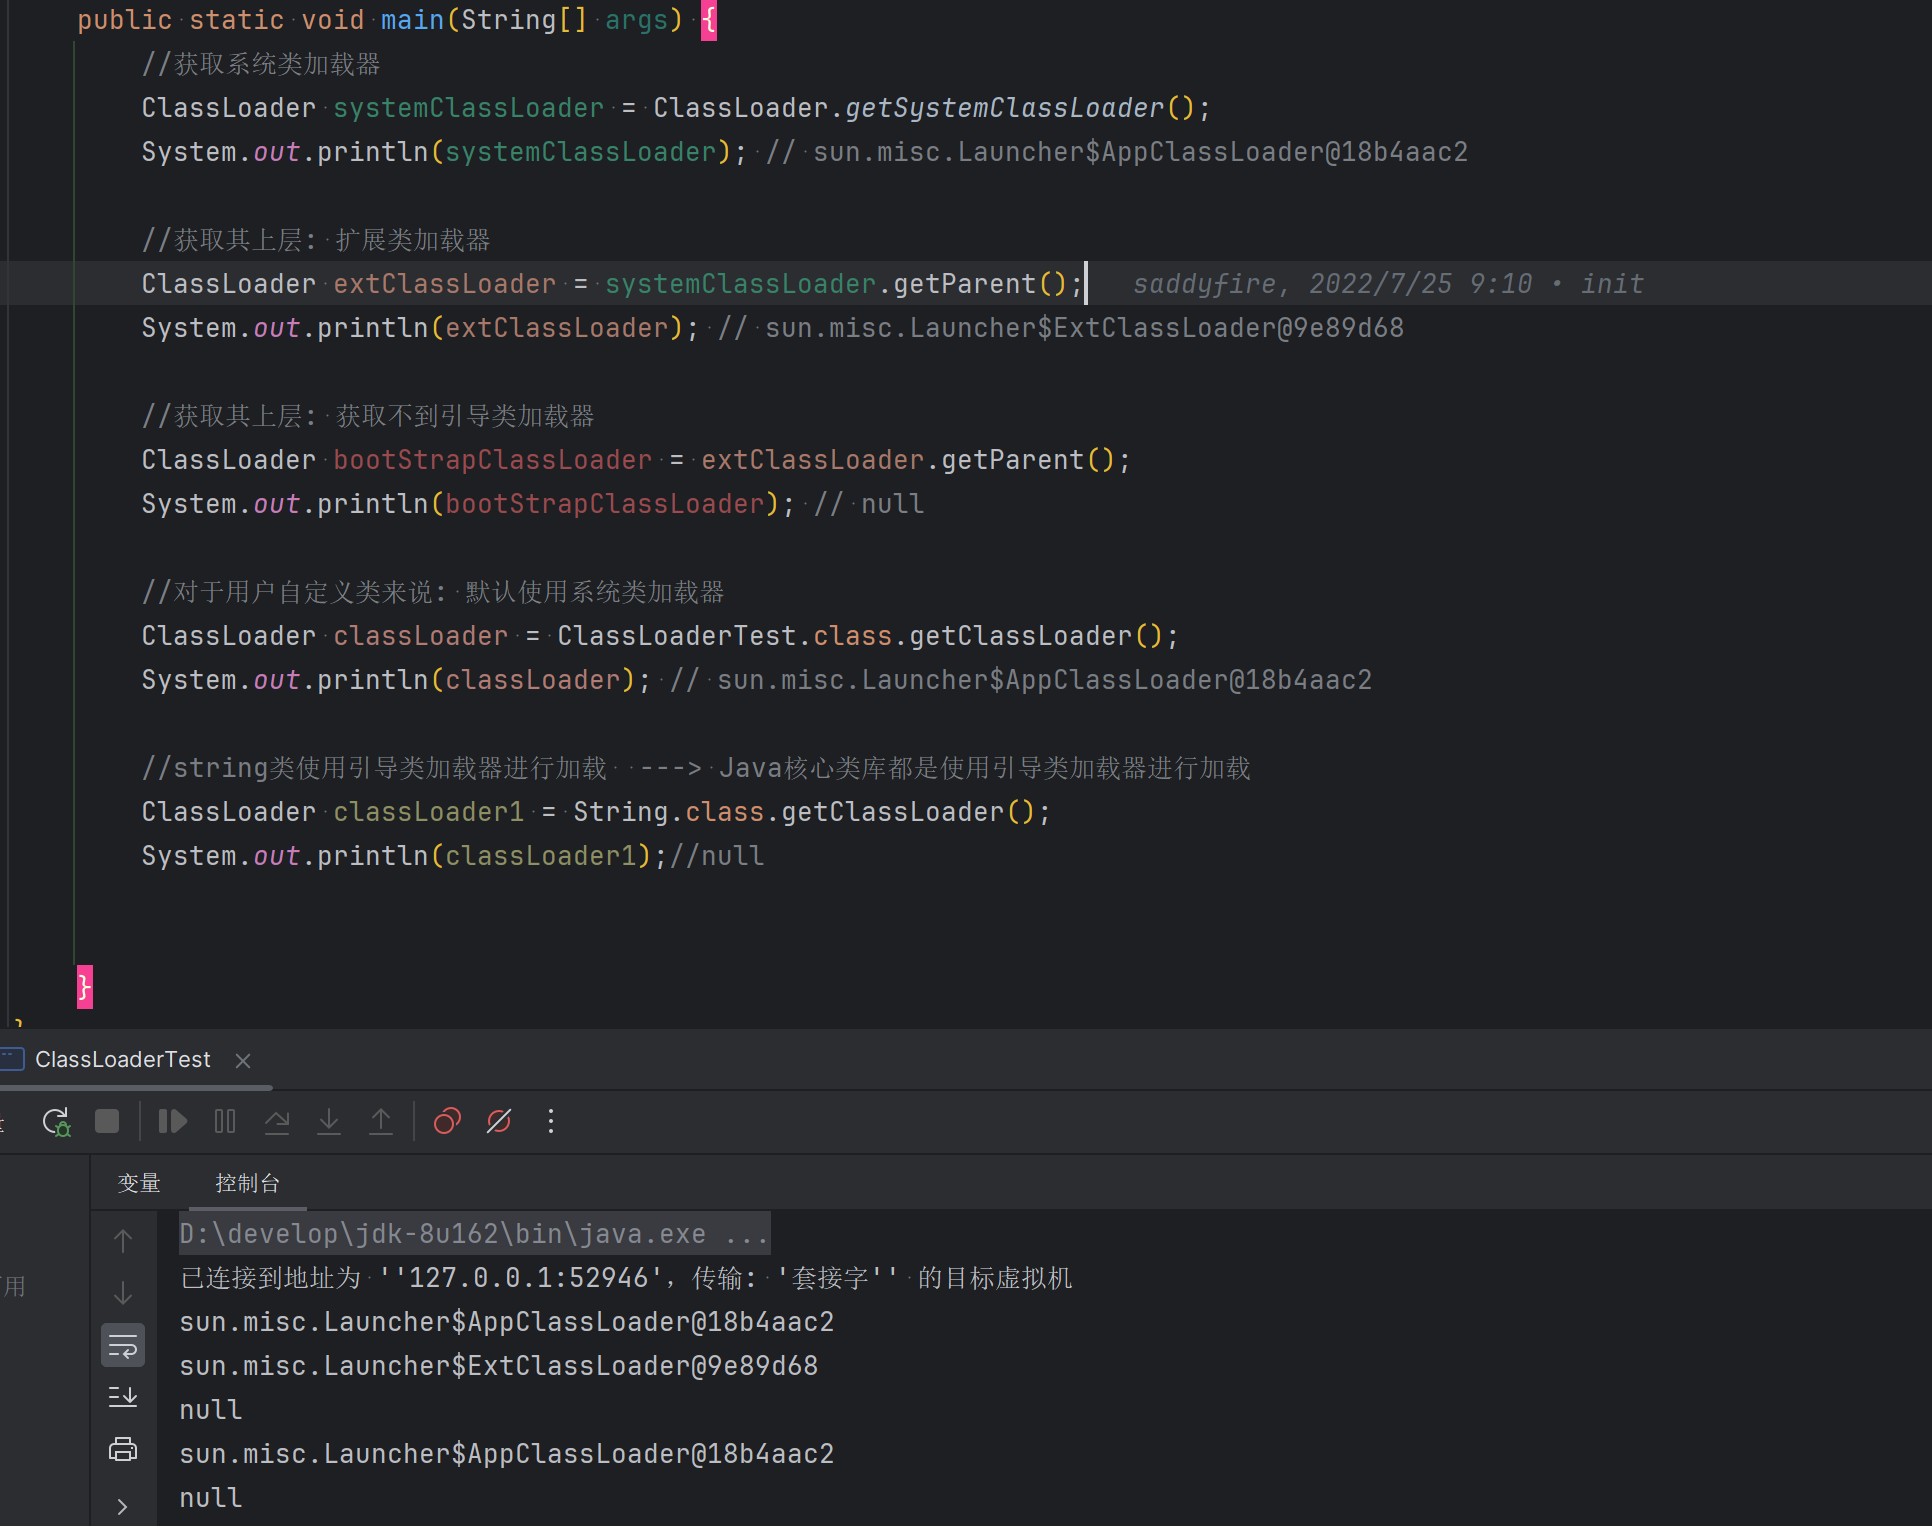 public static void main(String[] args) {
//获取系统类加载器
ClassLoader systemClassLoader = ClassLoader.getSystemClassLoader();
System.out.println(systemClassLoader); // sun.misc.Launcher$AppClassLoader@18b4aac2
//获取其上层：扩展类加载器
ClassLoader extClassLoader = systemClassLoader.getParent(); saddyfire, 2022/7/25 9:10 • init
System.out.println(extClassLoader); // sun.misc.Launcher$ExtClassLoader@9e89d68
//获取其上层：获取不到引导类加载器
ClassLoader bootStrapClassLoader = extClassLoader.getParent();
System.out.println(bootStrapClassLoader); // null
//对于用户自定义类来说：默认使用系统类加载器
ClassLoader classLoader = ClassLoaderTest.class.getClassLoader();
System.out.println(classLoader); // sun.misc.Launcher$AppClassLoader@18b4aac2
//string类使用引导类加载器进行加载  ---> Java核心类库都是使用引导类加载器进行加载
ClassLoader classLoader1 = String.class.getClassLoader();
System.out.println(classLoader1);//null
}
}
ClassLoaderTest
变量 控制台
D:\develop\jdk-8u162\bin\java.exe ...
已连接到地址为 ''127.0.0.1:52946'，传输: '套接字'' 的目标虚拟机
用
sun.misc.Launcher$AppClassLoader@18b4aac2
sun.misc.Launcher$ExtClassLoader@9e89d68
null
sun.misc.Launcher$AppClassLoader@18b4aac2
null